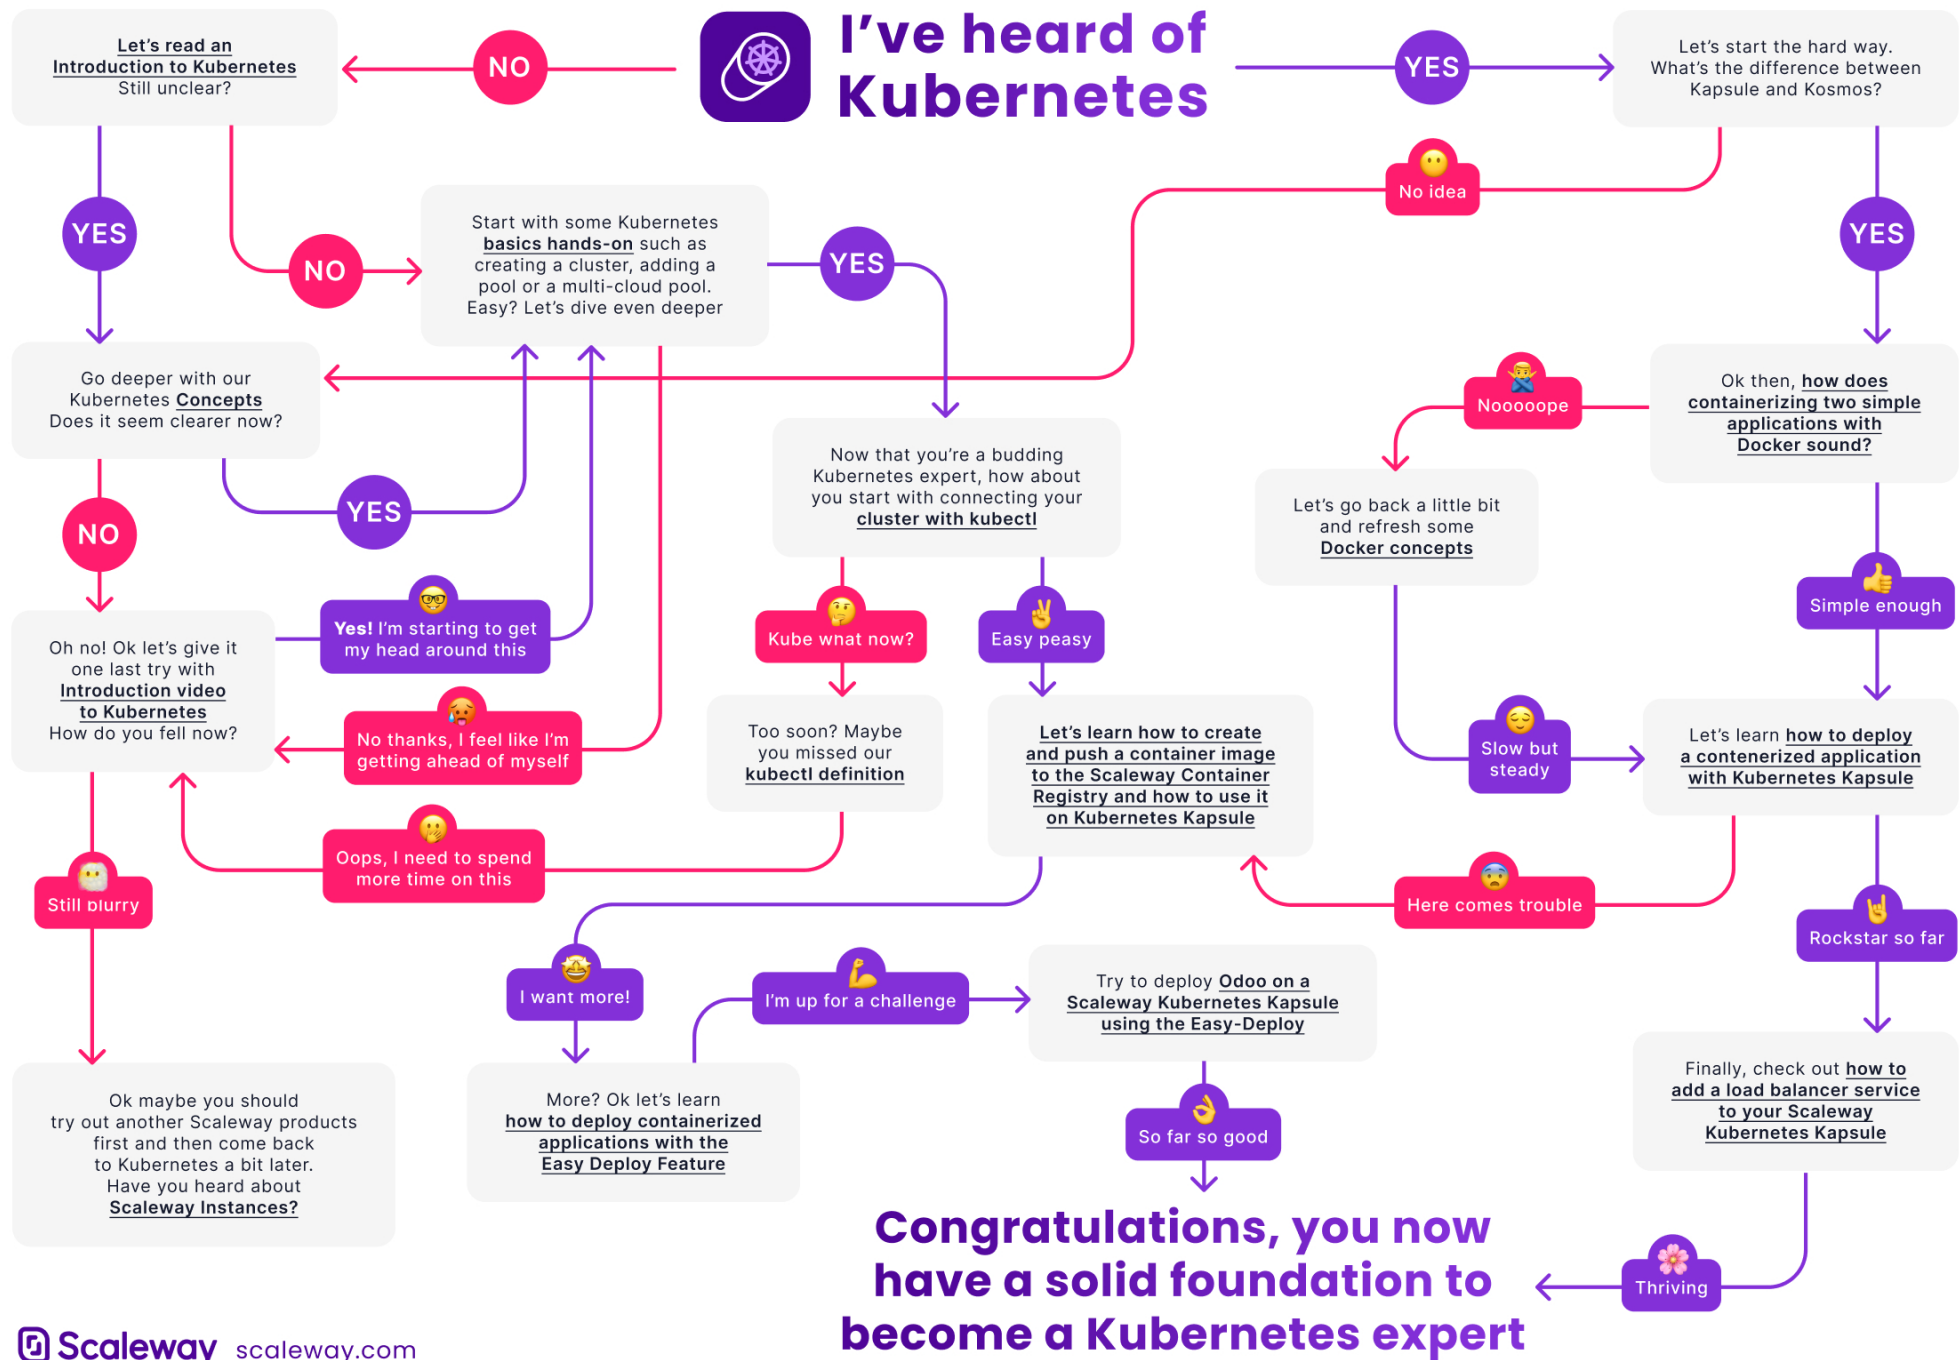 I've heard of
Kubernetes
NO
YES
Let's read an
Introduction to Kubernetes
Still unclear?
Let's start the hard way.
What's the difference between
Kapsule and Kosmos?
No idea
YES
NO
Start with some Kubernetes
basics hands-on such as
creating a cluster, adding a
pool or a multi-cloud pool.
Easy? Let's dive even deeper
YES
YES
Go deeper with our
Kubernetes Concepts
Does it seem clearer now?
Nooooope
Ok then, how does
containerizing two simple
applications with
Docker sound?
NO
YES
Now that you're a budding
Kubernetes expert, how about
you start with connecting your
cluster with kubectl
Let's go back a little bit
and refresh some
Docker concepts
Simple enough
Oh no! Ok let's give it
one last try with
Introduction video
to Kubernetes
How do you fell now?
Yes! I'm starting to get
my head around this
Kube what now?
Easy peasy
No thanks, I feel like I'm
getting ahead of myself
Too soon? Maybe
you missed our
kubectl definition
Let's learn how to create
and push a container image
to the Scaleway Container
Registry and how to use it
on Kubernetes Kapsule
Slow but
steady
Let's learn how to deploy
a contenerized application
with Kubernetes Kapsule
Oops, I need to spend
more time on this
Still blurry
Here comes trouble
Rockstar so far
I want more!
I'm up for a challenge
Try to deploy Odoo on a
Scaleway Kubernetes Kapsule
using the Easy-Deploy
Ok maybe you should
try out another Scaleway products
first and then come back
to Kubernetes a bit later.
Have you heard about
Scaleway Instances?
More? Ok let's learn
how to deploy containerized
applications with the
Easy Deploy Feature
So far so good
Finally, check out how to
add a load balancer service
to your Scaleway
Kubernetes Kapsule
Thriving
Congratulations, you now
have a solid foundation to
become a Kubernetes expert
Scaleway scaleway.com